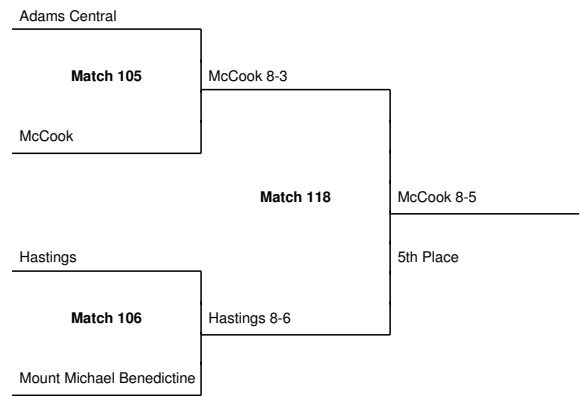 Adams Central
Match 105
McCook 8-3
McCook
Match 118
McCook 8-5
Hastings
5th Place
Match 106
Hastings 8-6
Mount Michael Benedictine